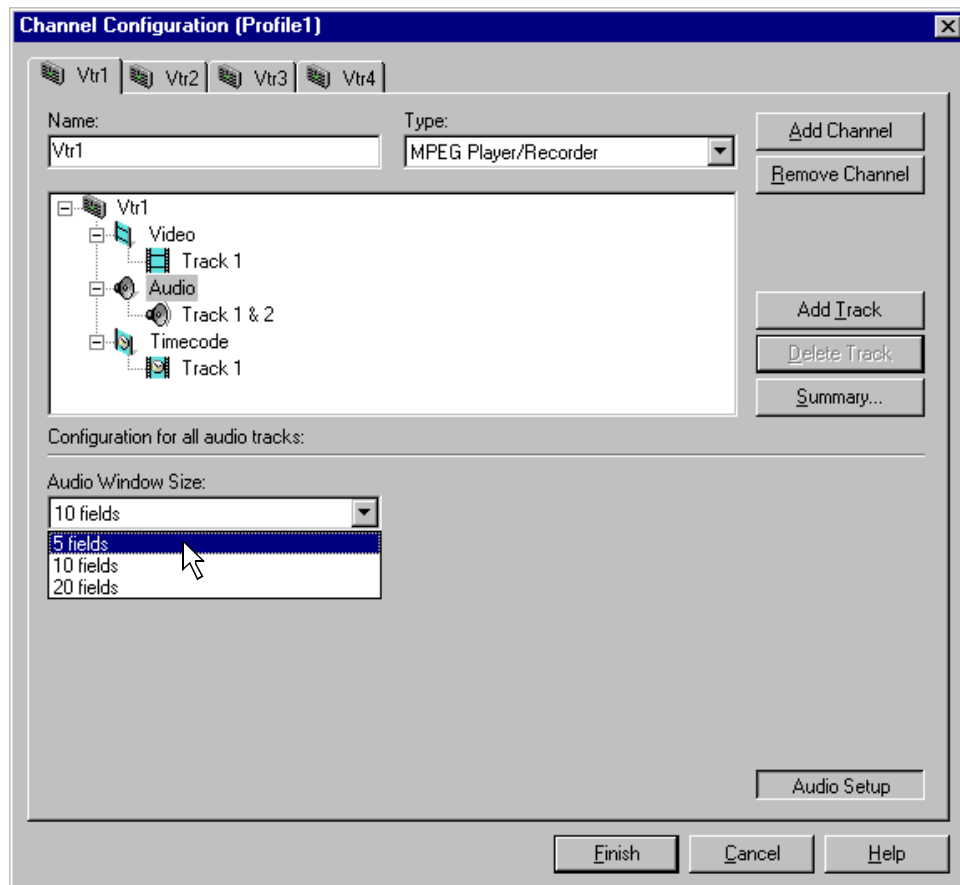 Channel Configuration (Profile1)
Vtr1
Vtr2
Vtr3
Vtr4
Name:
Type:
Vtr1
MPEG Player/Recorder
Add Channel
Remove Channel
Vtr1
Video
Track 1
Audio
Track 1 & 2
Timecode
Track 1
Add Track
Delete Track
Summary...
Configuration for all audio tracks:
Audio Window Size:
10 fields
5 fields
10 fields
20 fields
Audio Setup
Finish
Cancel
Help